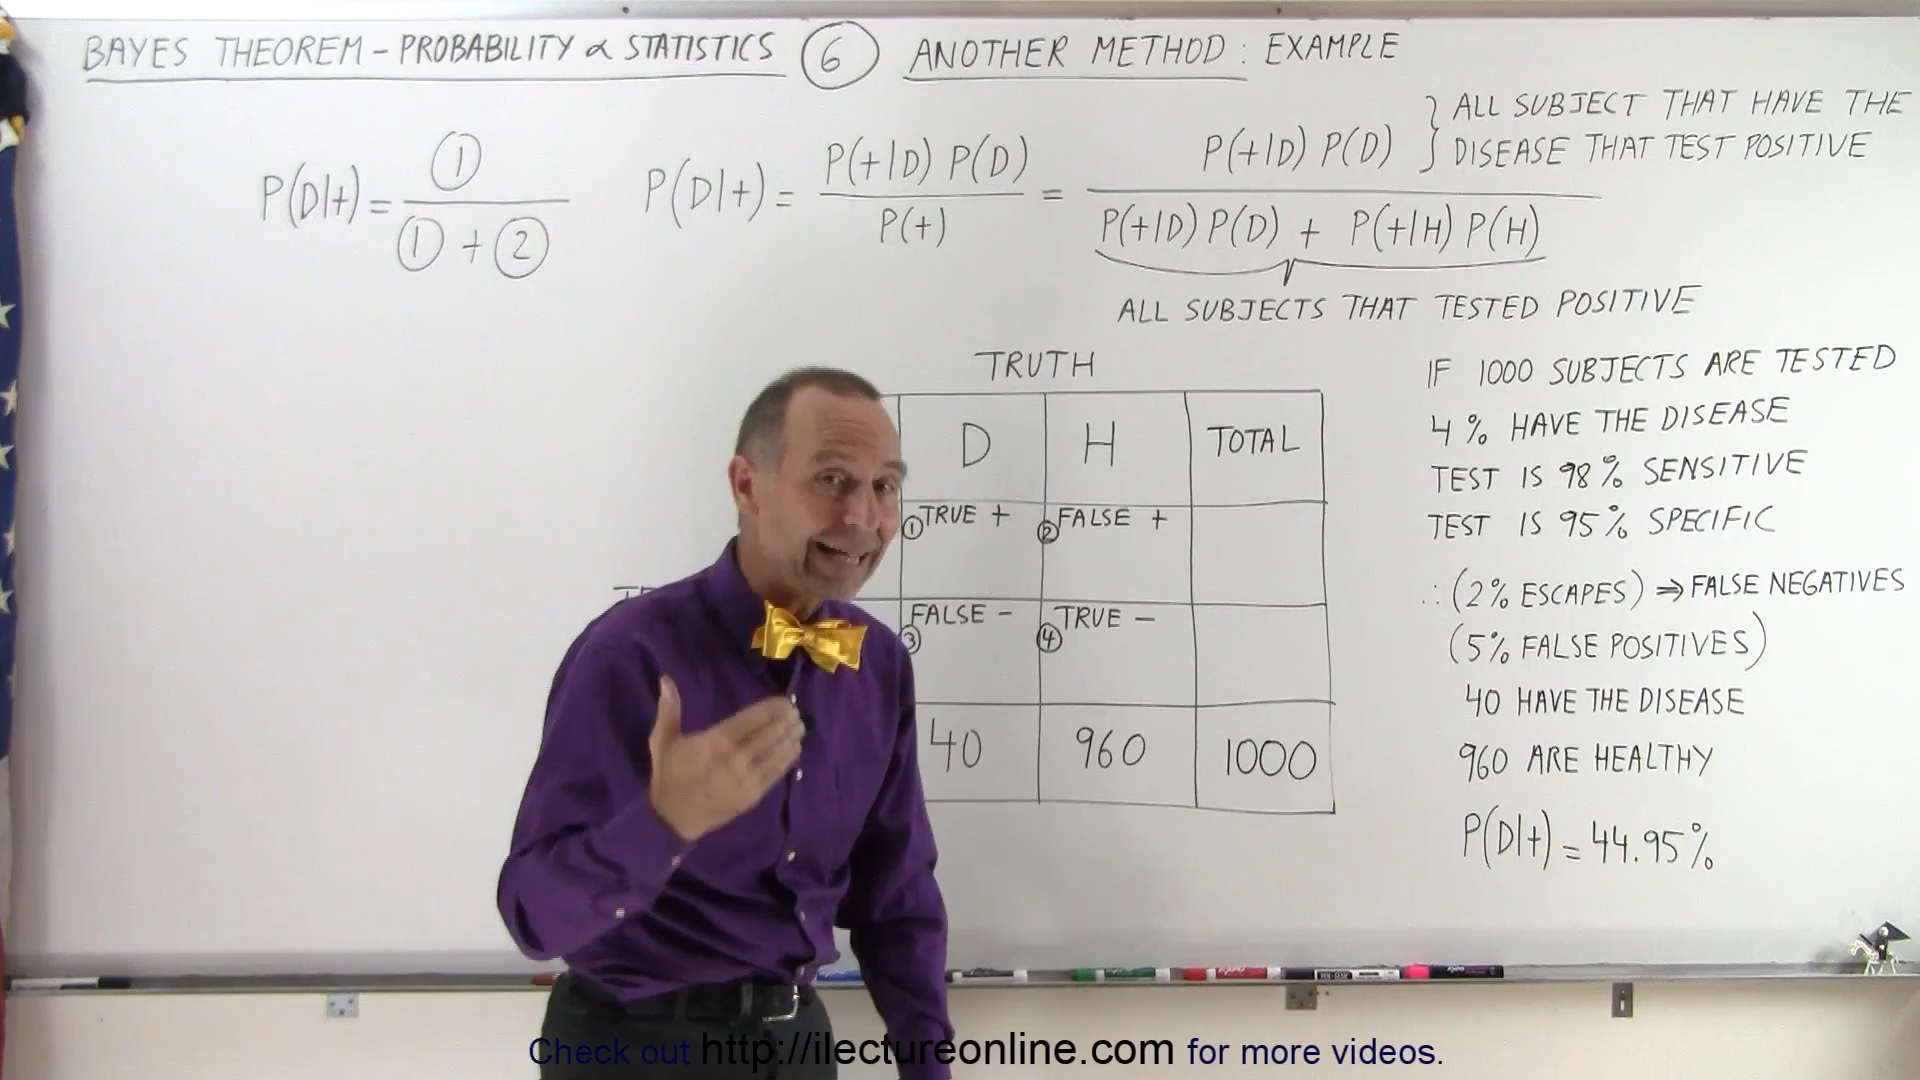 BAYES THEOREM - PROBABILITY & STATISTICS ⑥ ANOTHER METHOD : EXAMPLE
P(D|+) = ① / (① + ②)
P(D|+) = P(+|D) P(D) / P(+) = P(+|D) P(D) / (P(+|D) P(D) + P(+|H) P(H))
} ALL SUBJECT THAT HAVE THE
DISEASE THAT TEST POSITIVE
ALL SUBJECTS THAT TESTED POSITIVE
TRUTH
D H TOTAL
① TRUE + ② FALSE +
③ FALSE - ④ TRUE -
40 960 1000
IF 1000 SUBJECTS ARE TESTED
4% HAVE THE DISEASE
TEST IS 98% SENSITIVE
TEST IS 95% SPECIFIC
∴ (2% ESCAPES) ⇒ FALSE NEGATIVES
(5% FALSE POSITIVES)
40 HAVE THE DISEASE
960 ARE HEALTHY
P(D|+) = 44.95%
Check out http://ilectureonline.com for more videos.